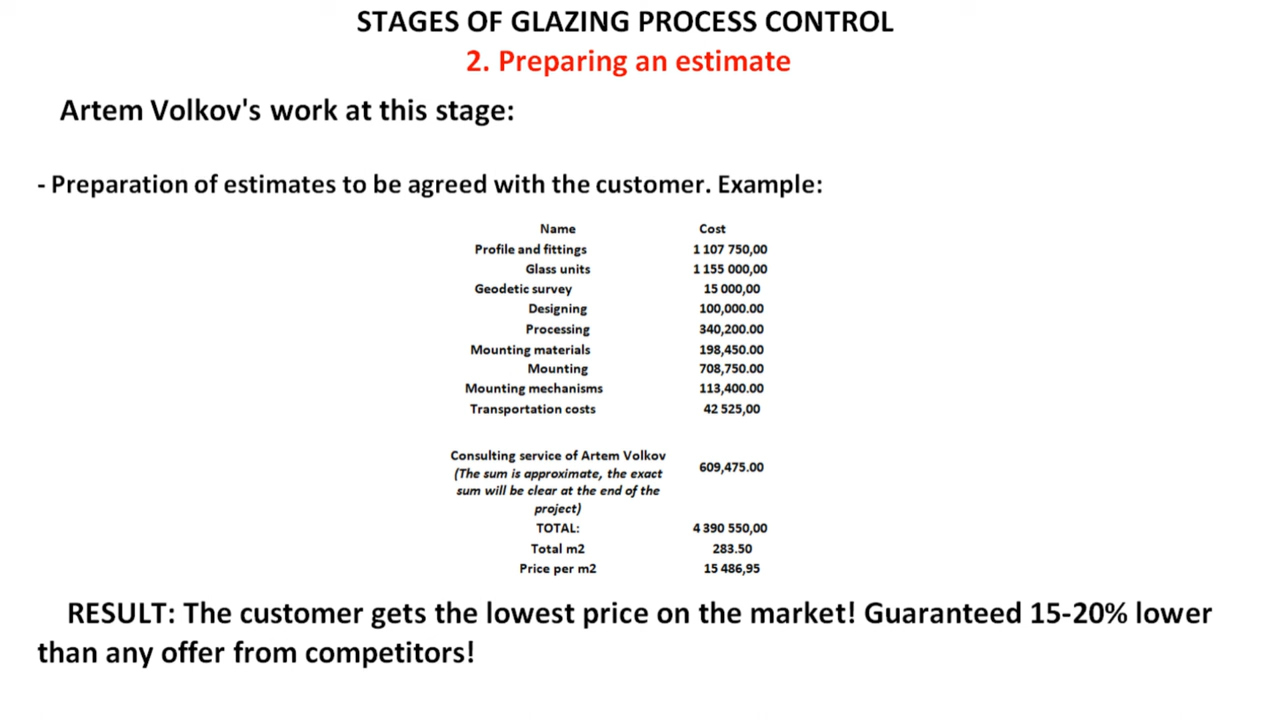 STAGES OF GLAZING PROCESS CONTROL
2. Preparing an estimate
Artem Volkov's work at this stage:
- Preparation of estimates to be agreed with the customer. Example:
Name Cost
Profile and fittings 1 107 750,00
Glass units 1 155 000,00
Geodetic survey 15 000,00
Designing 100,000.00
Processing 340,200.00
Mounting materials 198,450.00
Mounting 708,750.00
Mounting mechanisms 113,400.00
Transportation costs 42 525,00
Consulting service of Artem Volkov
(The sum is approximate, the exact
sum will be clear at the end of the
project)
609,475.00
TOTAL: 4 390 550,00
Total m2 283.50
Price per m2 15 486,95
RESULT: The customer gets the lowest price on the market! Guaranteed 15-20% lower
than any offer from competitors!